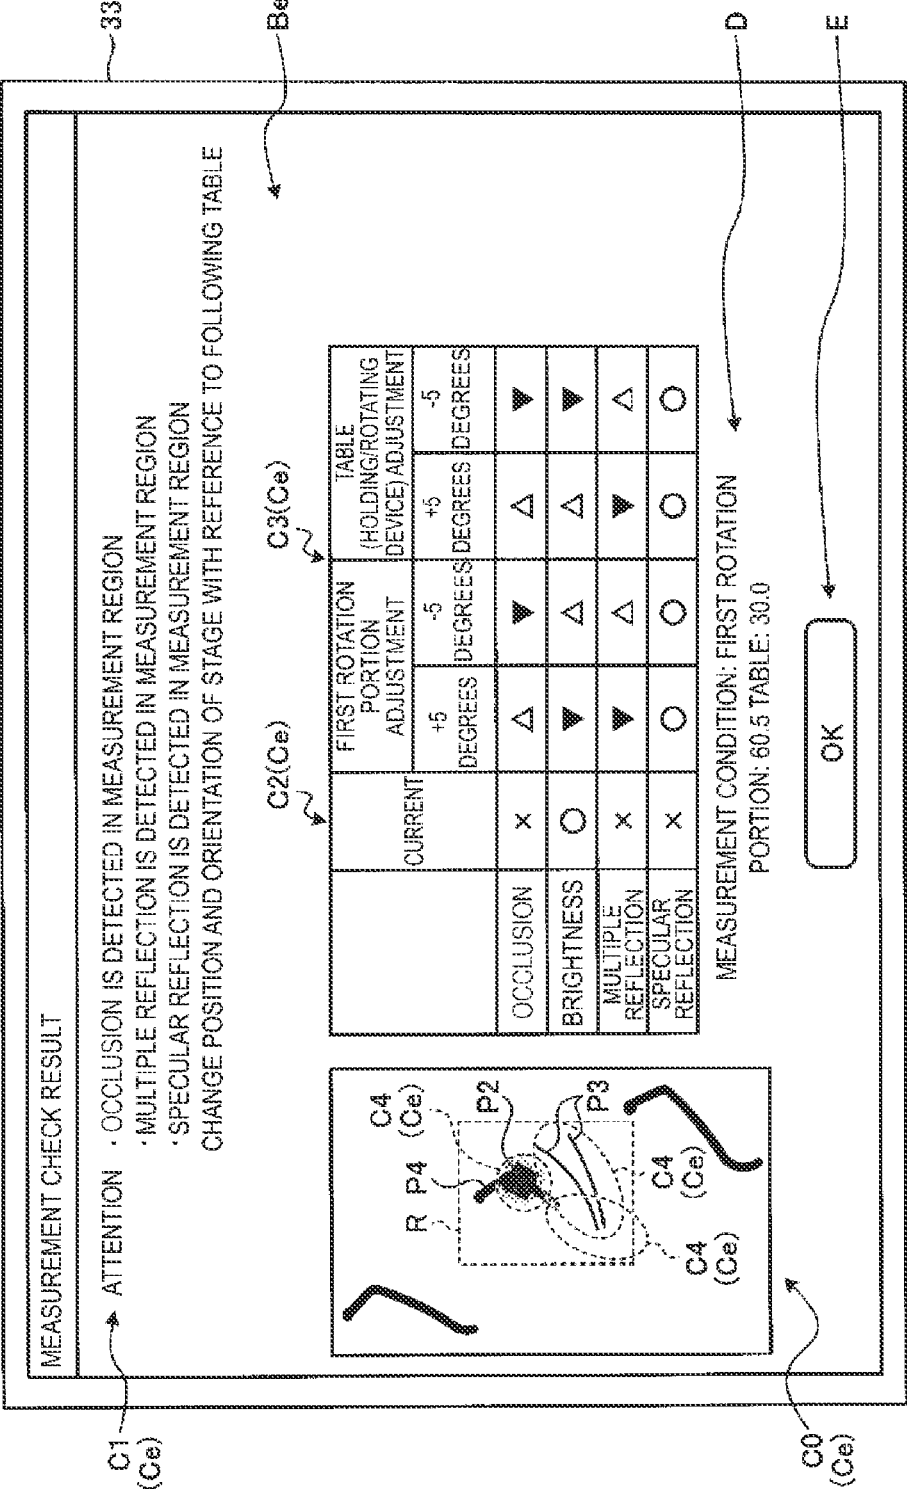 33
Be
D
E
MEASUREMENT CHECK RESULT
C1
(Ce)
ATTENTION
・OCCLUSION IS DETECTED IN MEASUREMENT REGION
・MULTIPLE REFLECTION IS DETECTED IN MEASUREMENT REGION
・SPECULAR REFLECTION IS DETECTED IN MEASUREMENT REGION
CHANGE POSITION AND ORIENTATION OF STAGE WITH REFERENCE TO FOLLOWING TABLE
C2(Ce)
C3(Ce)
CURRENT
FIRST ROTATION
PORTION
ADJUSTMENT
TABLE
(HOLDING/ROTATING
DEVICE) ADJUSTMENT
+5
DEGREES
-5
DEGREES
+5
DEGREES
-5
DEGREES
OCCLUSION × △ ▼ △ ▼
BRIGHTNESS ○ ▼ △ △ ▼
MULTIPLE
REFLECTION × ▼ △ ▼ △
SPECULAR
REFLECTION × ○ ○ ○ ○
R
P4
C4
(Ce)
P2
P3
C4
(Ce)
C4
(Ce)
MEASUREMENT CONDITION: FIRST ROTATION
PORTION: 60.5 TABLE: 30.0
OK
C0
(Ce)